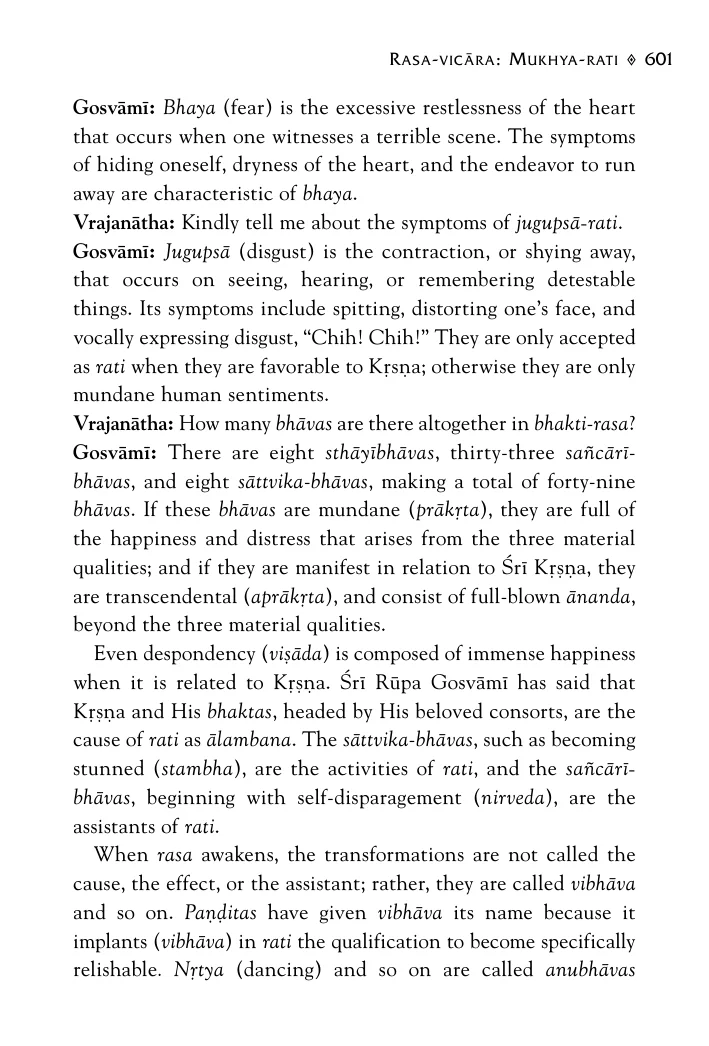 Rasa-vicāra: Mukhya-rati ◊ 601
Gosvāmī: Bhaya (fear) is the excessive restlessness of the heart
that occurs when one witnesses a terrible scene. The symptoms
of hiding oneself, dryness of the heart, and the endeavor to run
away are characteristic of bhaya.
Vrajanātha: Kindly tell me about the symptoms of jugupsā-rati.
Gosvāmī: Jugupsā (disgust) is the contraction, or shying away,
that occurs on seeing, hearing, or remembering detestable
things. Its symptoms include spitting, distorting one’s face, and
vocally expressing disgust, “Chih! Chih!” They are only accepted
as rati when they are favorable to Kṛṣṇa; otherwise they are only
mundane human sentiments.
Vrajanātha: How many bhāvas are there altogether in bhakti-rasa?
Gosvāmī: There are eight sthāyībhāvas, thirty-three sañcārī-
bhāvas, and eight sāttvika-bhāvas, making a total of forty-nine
bhāvas. If these bhāvas are mundane (prākṛta), they are full of
the happiness and distress that arises from the three material
qualities; and if they are manifest in relation to Śrī Kṛṣṇa, they
are transcendental (aprākṛta), and consist of full-blown ānanda,
beyond the three material qualities.
Even despondency (viṣāda) is composed of immense happiness
when it is related to Kṛṣṇa. Śrī Rūpa Gosvāmī has said that
Kṛṣṇa and His bhaktas, headed by His beloved consorts, are the
cause of rati as ālambana. The sāttvika-bhāvas, such as becoming
stunned (stambha), are the activities of rati, and the sañcārī-
bhāvas, beginning with self-disparagement (nirveda), are the
assistants of rati.
When rasa awakens, the transformations are not called the
cause, the effect, or the assistant; rather, they are called vibhāva
and so on. Paṇḍitas have given vibhāva its name because it
implants (vibhāva) in rati the qualification to become specifically
relishable. Nṛtya (dancing) and so on are called anubhāvas